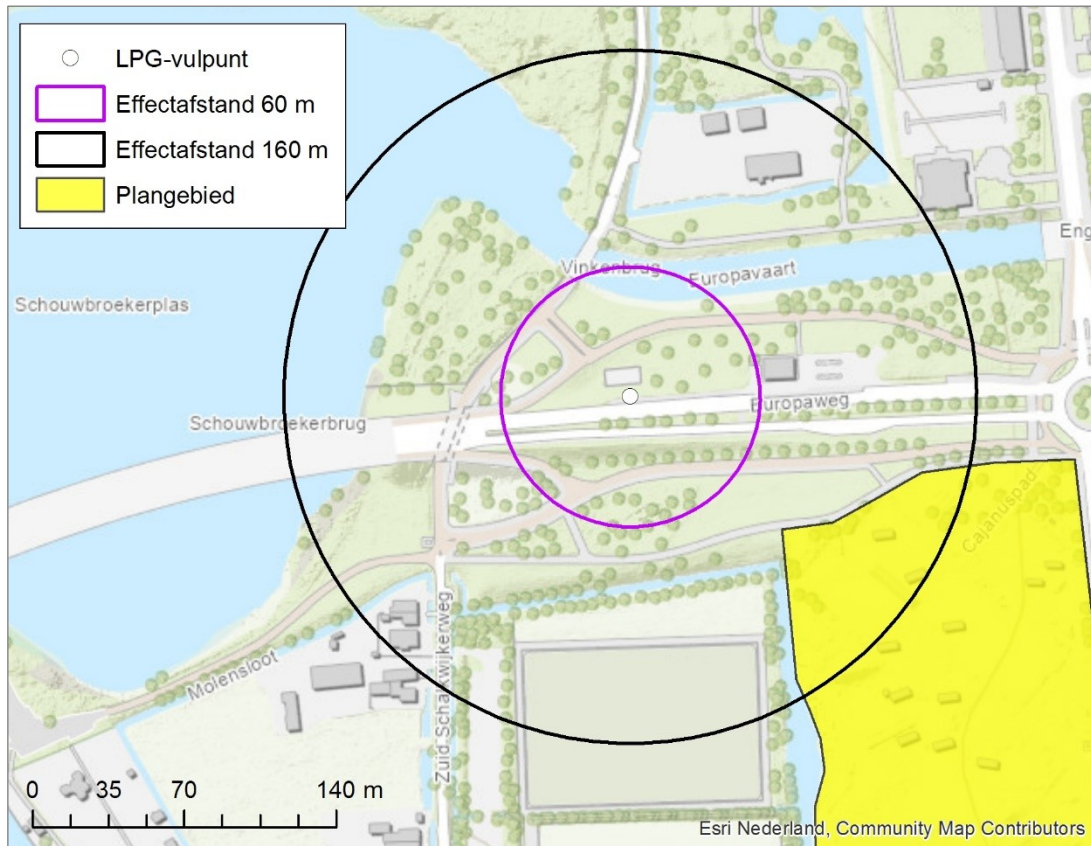 LPG-vulpunt
Effectafstand 60 m
Effectafstand 160 m
Plangebied
Eng
Vinkenbrug
Europavaart
Schouwbroekerplas
Europaweg
Schouwbroekerbrug
Cajanuspad
Molensloot
Zuid Schalkwijkerweg
0 35 70 140 m
Esri Nederland, Community Map Contributors